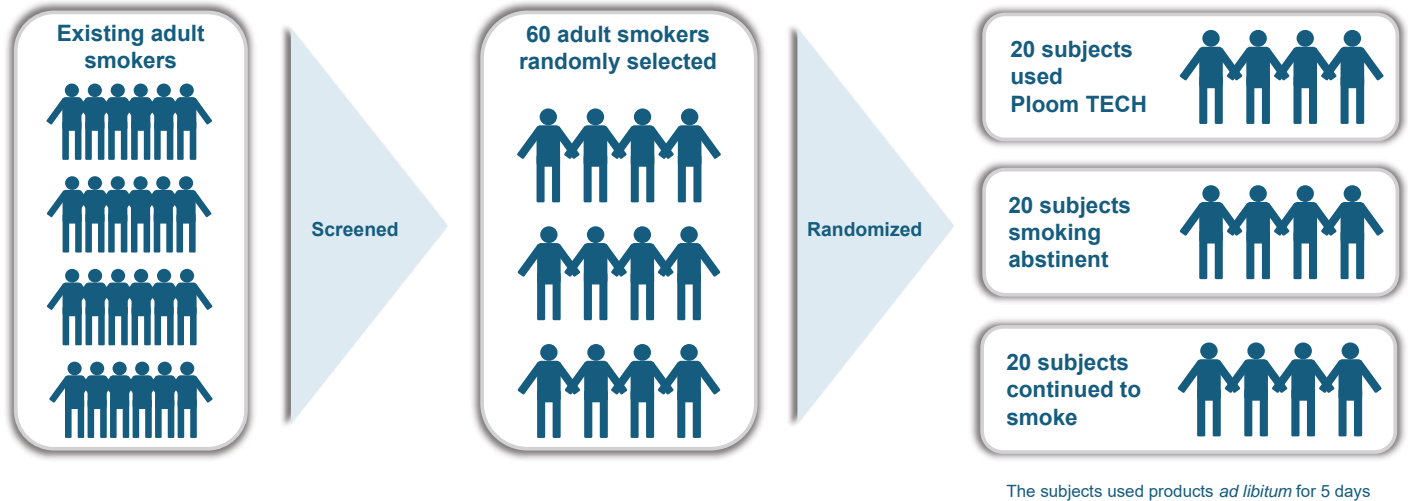 Existing adult
smokers
Screened
60 adult smokers
randomly selected
Randomized
20 subjects
used
Ploom TECH
20 subjects
smoking
abstinent
20 subjects
continued to
smoke
The subjects used products ad libitum for 5 days